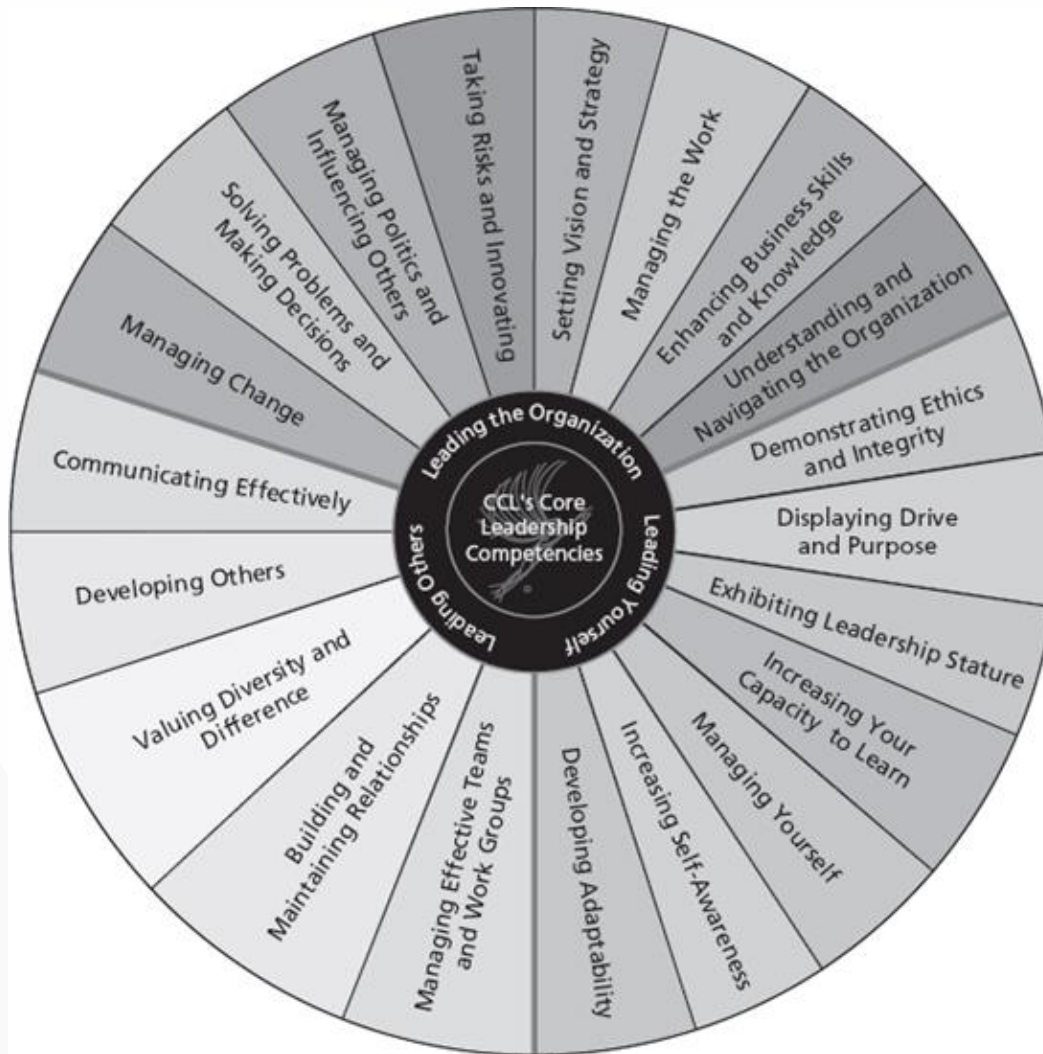 CCL's Core
Leadership
Competencies
Leading the Organization
Leading Yourself
Leading Others
Setting Vision and Strategy
Managing the Work
Enhancing Business Skills
and Knowledge
Understanding and
Navigating the Organization
Demonstrating Ethics
and Integrity
Displaying Drive
and Purpose
Exhibiting Leadership Stature
Increasing Your
Capacity to Learn
Managing Yourself
Increasing Self-Awareness
Developing Adaptability
Managing Effective Teams
and Work Groups
Building and
Maintaining Relationships
Valuing Diversity and
Difference
Developing Others
Communicating Effectively
Managing Change
Solving Problems and
Making Decisions
Managing Politics and
Influencing Others
Taking Risks and Innovating
®